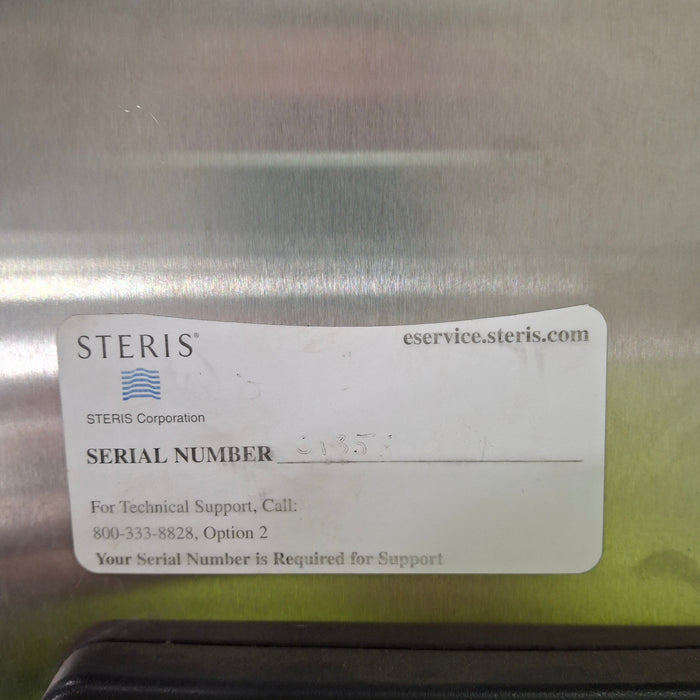 STERIS®
eservice.steris.com
STERIS Corporation
SERIAL NUMBER
For Technical Support, Call:
800-333-8828, Option 2
Your Serial Number is Required for Support